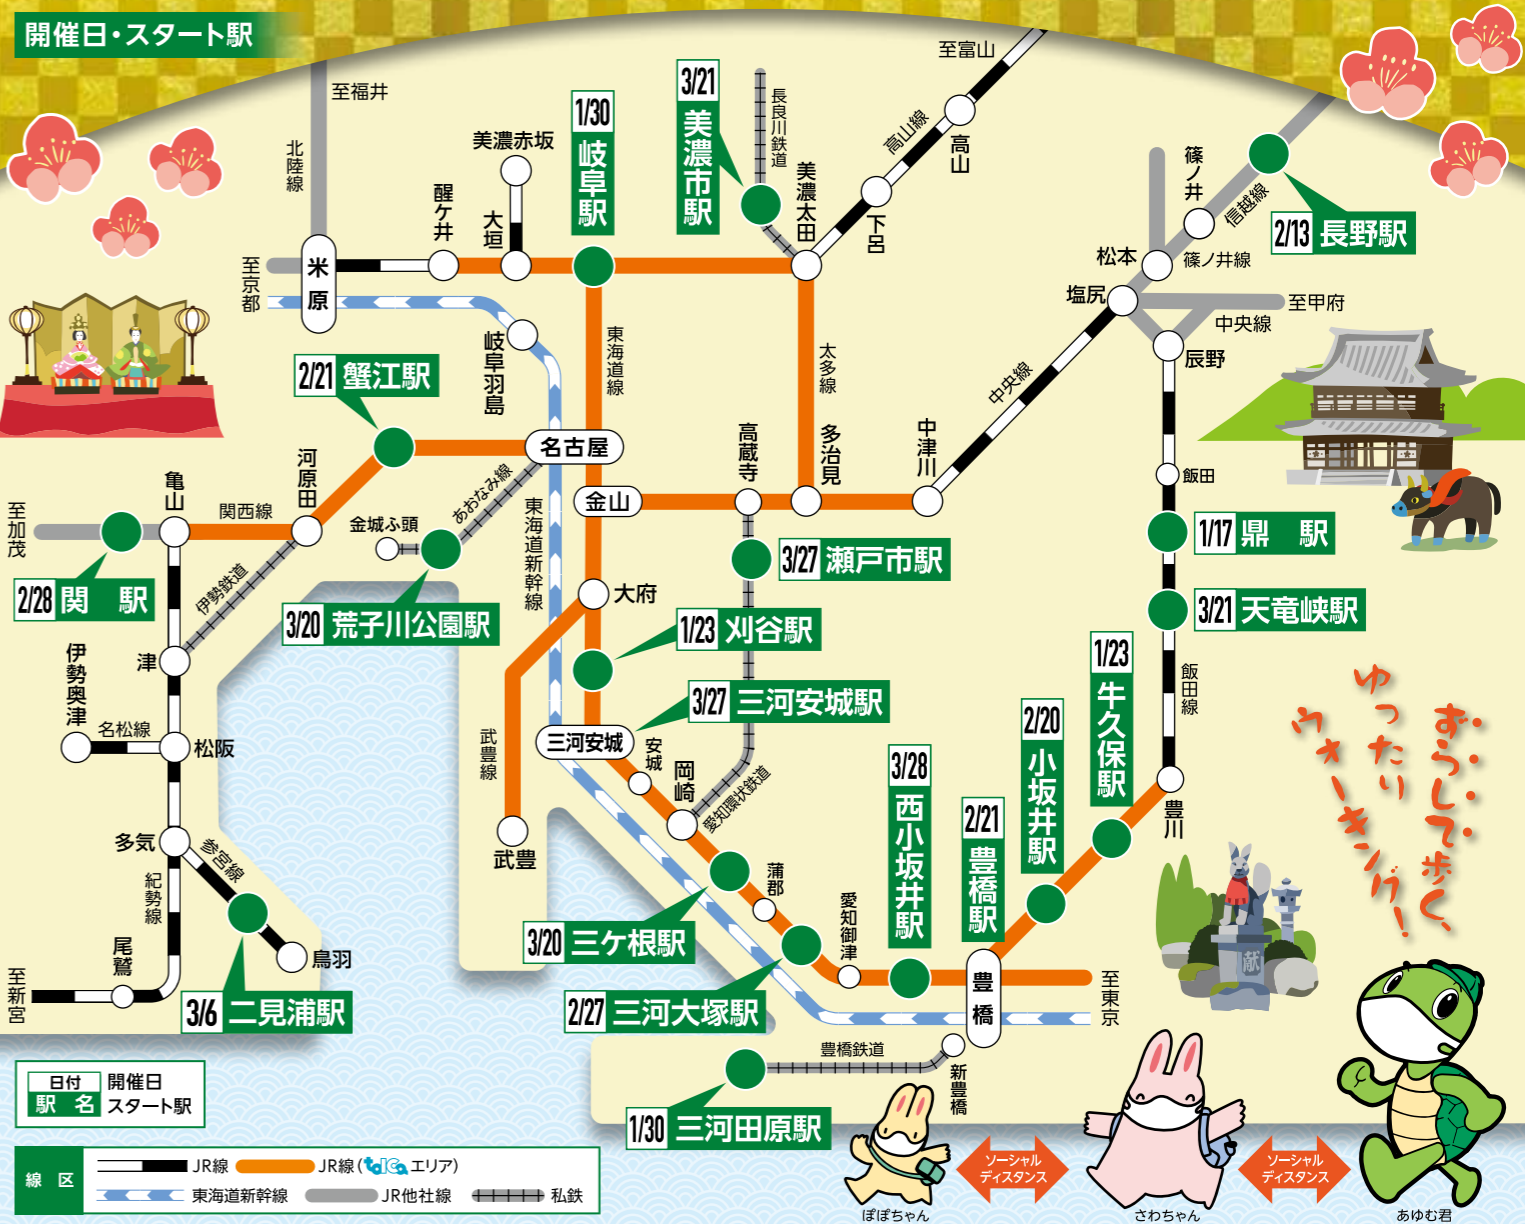 開催日・スタート駅
至福井
北陸線
美濃赤坂
醒ケ井
大垣
1/30 岐阜駅
3/21 美濃市駅
長良川鉄道
美濃太田
下呂
高山線
高山
至富山
松本
篠ノ井
信越線
2/13 長野駅
篠ノ井線
塩尻
至甲府
中央線
辰野
至京都
米原
岐阜羽島
東海道線
太多線
中央線
2/21 蟹江駅
名古屋
高蔵寺
多治見
中津川
飯田
河原田
亀山
関西線
至加茂
金城ふ頭
あおなみ線
東海道新幹線
金山
1/17 鼎 駅
3/27 瀬戸市駅
2/28 関 駅
伊勢鉄道
3/20 荒子川公園駅
大府
1/23 刈谷駅
3/21 天竜峡駅
飯田線
津
伊勢奥津
名松線
松阪
3/27 三河安城駅
三河安城
安城
岡崎
愛知環状鉄道
武豊線
武豊
1/23 牛久保駅
2/20 小坂井駅
3/28 西小坂井駅
2/21 豊橋駅
豊川
多気
参宮線
紀勢線
尾鷲
鳥羽
至新宮
3/6 二見浦駅
蒲郡
愛知御津
3/20 三ケ根駅
2/27 三河大塚駅
豊橋
至東京
豊橋鉄道
新豊橋
1/30 三河田原駅
ずらして歩く、
ゆったり
ウォーキング!
献
日付 開催日
駅 名 スタート駅
線 区
JR線
JR線(TOICAエリア)
東海道新幹線
JR他社線
私鉄
ソーシャル
ディスタンス
ソーシャル
ディスタンス
ぽぽちゃん
さわちゃん
あゆむ君